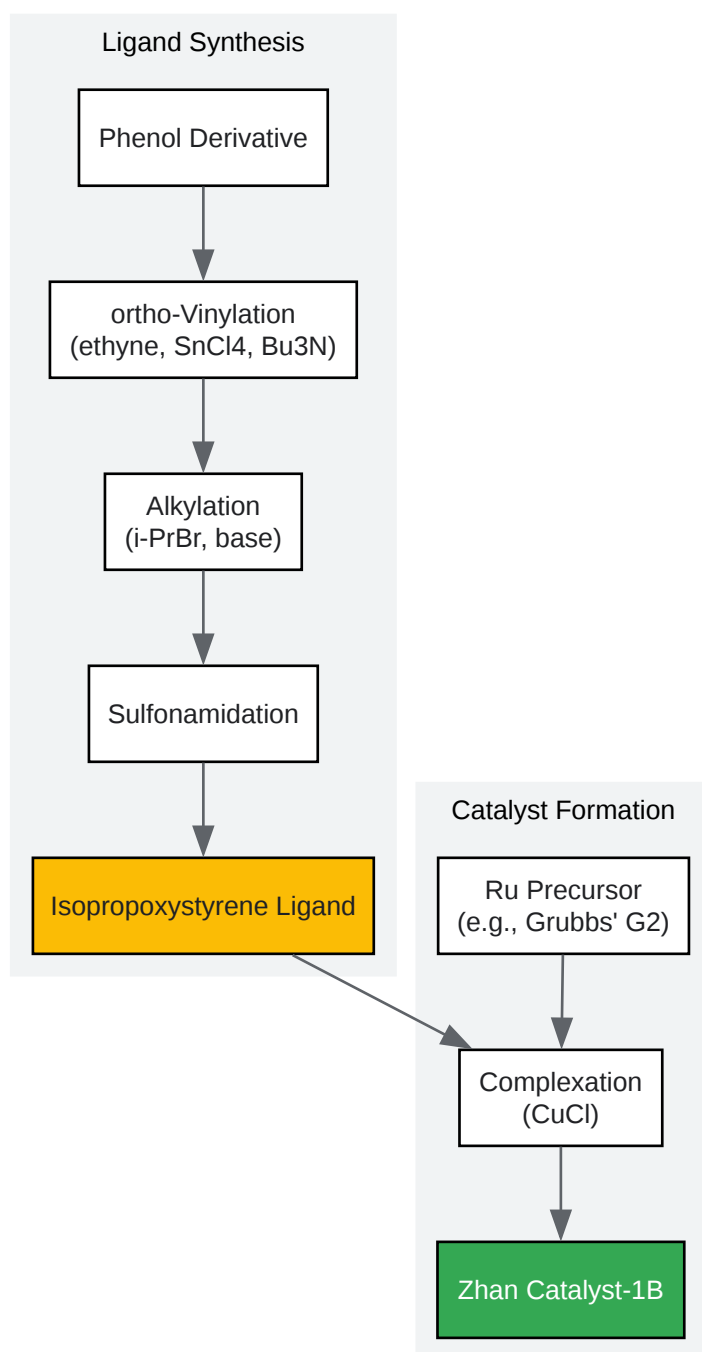 Ligand Synthesis
Phenol Derivative
ortho-Vinylation
(ethyne, SnCl4, Bu3N)
Alkylation
(i-PrBr, base)
Sulfonamidation
Isopropoxystyrene Ligand
Catalyst Formation
Ru Precursor
(e.g., Grubbs' G2)
Complexation
(CuCl)
Zhan Catalyst-1B